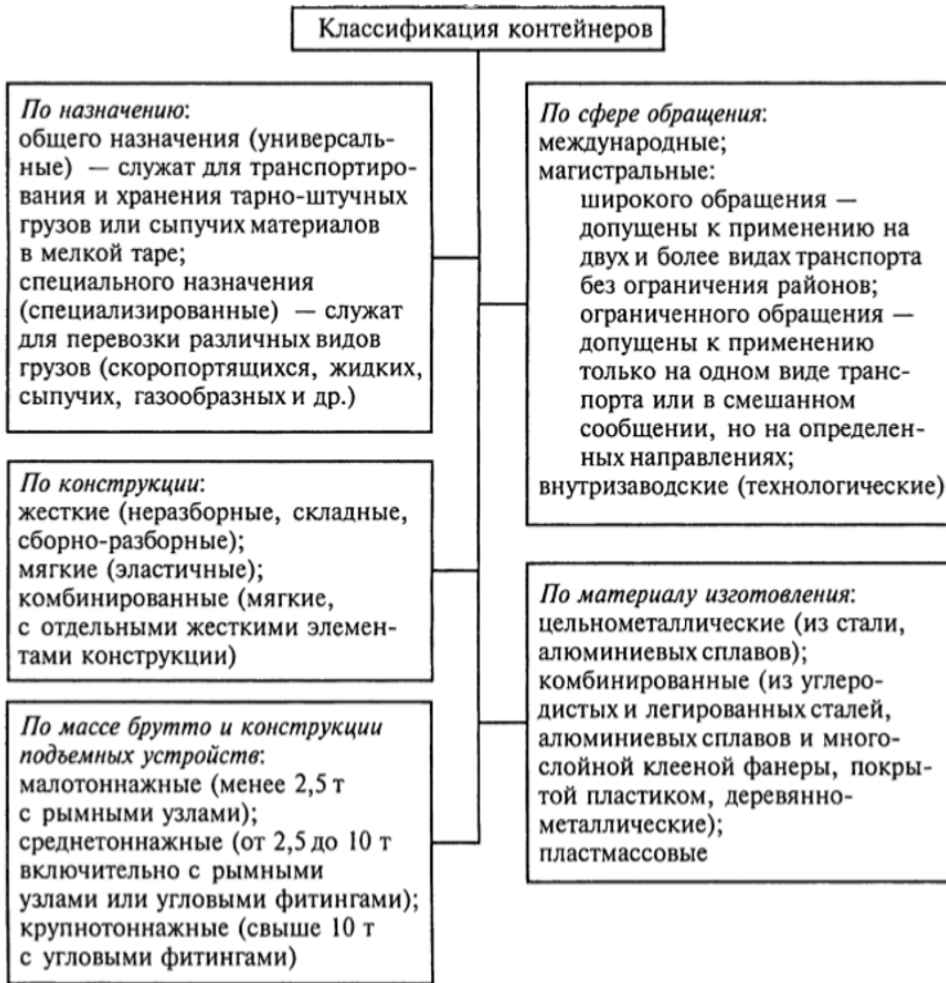 Классификация контейнеров
По назначению:
общего назначения (универсаль-
ные) — служат для транспортиро-
вания и хранения тарно-штучных
грузов или сыпучих материалов
в мелкой таре;
специального назначения
(специализированные) — служат
для перевозки различных видов
грузов (скоропортящихся, жидких,
сыпучих, газообразных и др.)
По конструкции:
жесткие (неразборные, складные,
сборно-разборные);
мягкие (эластичные);
комбинированные (мягкие,
с отдельными жесткими элемен-
тами конструкции)
По массе брутто и конструкции
подъемных устройств:
малотоннажные (менее 2,5 т
с рымными узлами);
среднетоннажные (от 2,5 до 10 т
включительно с рымными
узлами или угловыми фитингами);
крупнотоннажные (свыше 10 т
с угловыми фитингами)
По сфере обращения:
международные;
магистральные:
широкого обращения —
допущены к применению на
двух и более видах транспорта
без ограничения районов;
ограниченного обращения —
допущены к применению
только на одном виде транс-
порта или в смешанном
сообщении, но на определен-
ных направлениях;
внутризаводские (технологические)
По материалу изготовления:
цельнометаллические (из стали,
алюминиевых сплавов);
комбинированные (из углеро-
дистых и легированных сталей,
алюминиевых сплавов и много-
слойной клееной фанеры, покры-
той пластиком, деревянно-
металлические);
пластмассовые